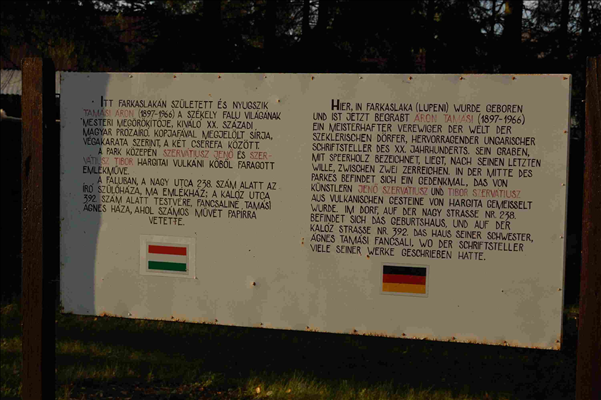 ITT FARKASLAKÁN SZÜLETETT ÉS NYUGSZIK
TAMÁSI ÁRON (1897-1966) A SZÉKELY FALU VILÁGÁNAK
MESTERI MEGÖRÖKÍTŐJE, KIVÁLÓ XX. SZÁZADI
MAGYAR PRÓZAÍRÓ. KOPJAFÁVAL MEGJELÖLT SÍRJA,
VÉGAKARATA SZERINT, A KÉT CSEREFA KÖZÖTT.
A PARK KÖZEPÉN SZERVÁTIUSZ JENŐ ÉS SZER-
VÁTIUSZ TIBOR HARGITAI VULKÁNI KŐBŐL FARAGOTT
EMLÉKMŰVE.
A FALUBAN, A NAGY UTCA 238. SZÁM ALATT AZ
ÍRÓ SZÜLŐHÁZA, MA EMLÉKHÁZ; A KALOZ UTCA
392. SZÁM ALATT TESTVÉRE, FANCSALINÉ, TAMÁSI
ÁGNES HÁZA, AHOL SZÁMOS MŰVÉT PAPÍRRA
VETETTE.
HIER, IN FARKASLAKA (LUPENI) WURDE GEBOREN
UND IST JETZT BEGRABT ÁRON TAMÁSI (1897-1966)
EIN MEISTERHAFTER VEREWIGER DER WELT DER
SZEKLERISCHEN DÖRFER, HERVORRAGENDER UNGARISCHER
SCHRIFTSTELLER DES XX. JAHRHUNDERTS. SEIN GRABEN,
MIT SPEERHOLZ BEZEICHNET, LIEGT, NACH SEINEN LETZTEN
WILLE, ZWISCHEN ZWEI ZERREICHEN. IN DER MITTE DES
PARKES BEFINDET SICH EIN GEDENKMAL, DAS VON
KÜNSTLERN JENŐ SZERVÁTIUSZ UND TIBOR SZERVÁTIUSZ
AUS VULKANISCHEN GESTEINE VON HARGITA GEMEISSELT
WURDE. IM DORF, AUF DER NAGY STRASSE NR. 238.
BEFINDET SICH DAS GEBURTSHAUS, UND AUF DER
KALOZ STRASSE NR. 392. DAS HAUS SEINER SCHWESTER,
ÁGNES TAMÁSI FANCSALI, WO DER SCHRIFTSTELLER
VIELE SEINER WERKE GESCHRIEBEN HATTE.